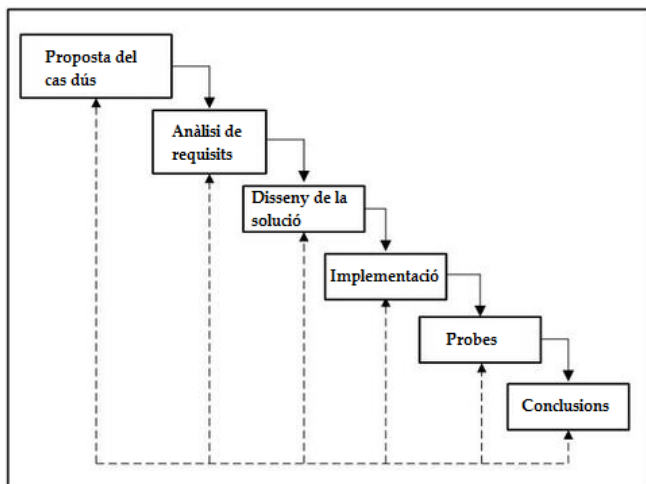 Proposta del
cas dús
Anàlisi de
requisits
Disseny de la
solució
Implementació
Probes
Conclusions